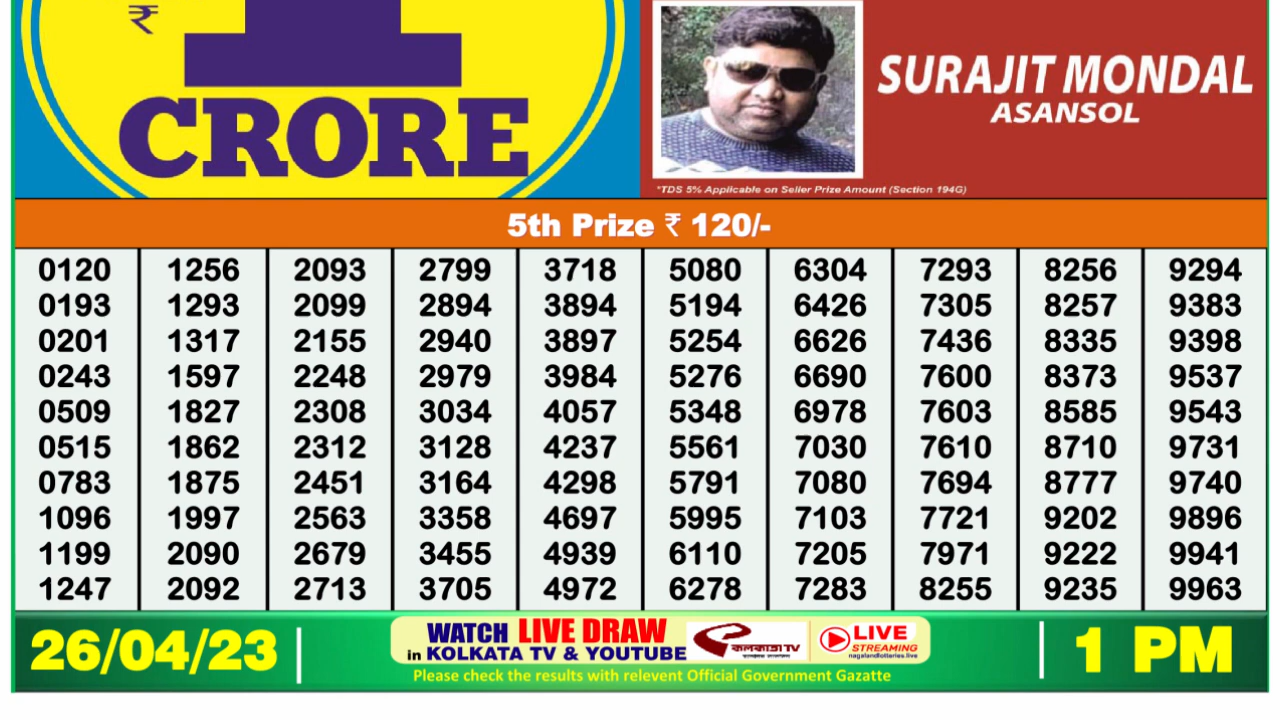 ₹
1
CRORE
SURAJIT MONDAL
ASANSOL
*TDS 5% Applicable on Seller Prize Amount (Section 194G)
5th Prize ₹ 120/-
0120 1256 2093 2799 3718 5080 6304 7293 8256 9294
0193 1293 2099 2894 3894 5194 6426 7305 8257 9383
0201 1317 2155 2940 3897 5254 6626 7436 8335 9398
0243 1597 2248 2979 3984 5276 6690 7600 8373 9537
0509 1827 2308 3034 4057 5348 6978 7603 8585 9543
0515 1862 2312 3128 4237 5561 7030 7610 8710 9731
0783 1875 2451 3164 4298 5791 7080 7694 8777 9740
1096 1997 2563 3358 4697 5995 7103 7721 9202 9896
1199 2090 2679 3455 4939 6110 7205 7971 9222 9941
1247 2092 2713 3705 4972 6278 7283 8255 9235 9963
26/04/23
WATCH LIVE DRAW
in KOLKATA TV & YOUTUBE
কলকাতা TV
LIVE
STREAMING
nagalandlotteries.live
Please check the results with relevent Official Government Gazatte
1 PM